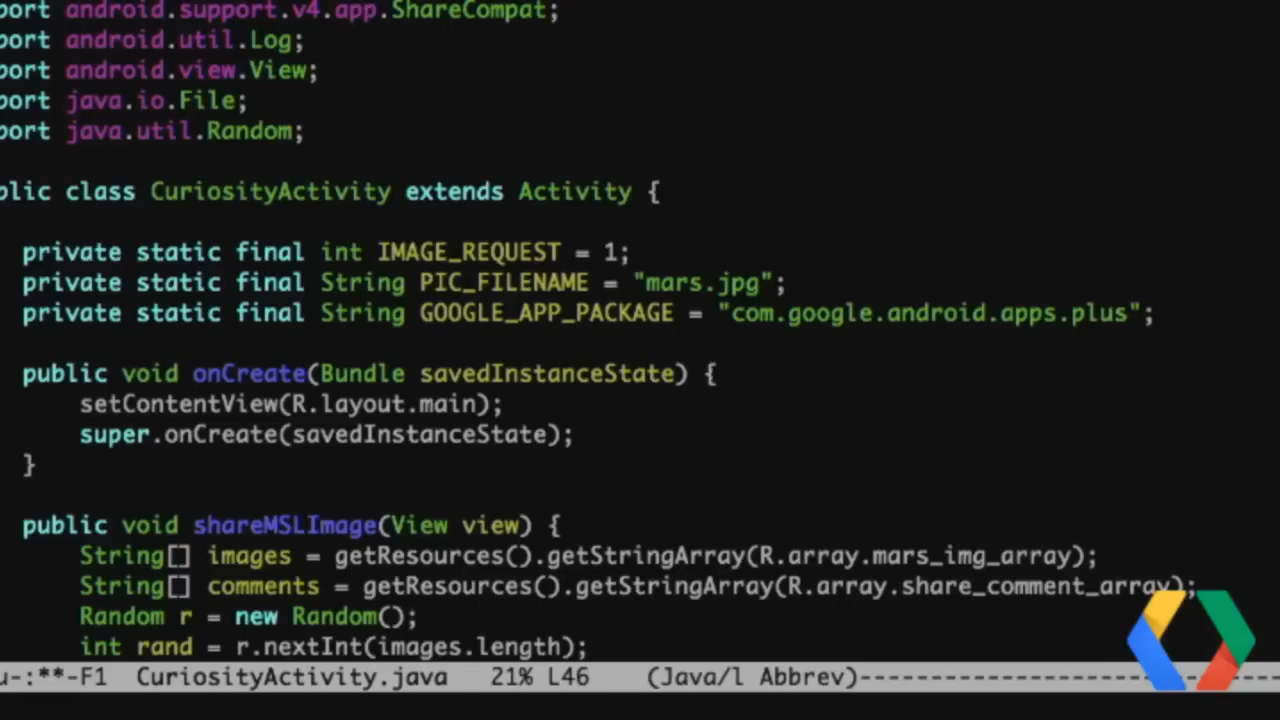 port android.support.v4.app.ShareCompat;
port android.util.Log;
port android.view.View;
port java.io.File;
port java.util.Random;
blic class CuriosityActivity extends Activity {
private static final int IMAGE_REQUEST = 1;
private static final String PIC_FILENAME = "mars.jpg";
private static final String GOOGLE_APP_PACKAGE = "com.google.android.apps.plus";
public void onCreate(Bundle savedInstanceState) {
setContentView(R.layout.main);
super.onCreate(savedInstanceState);
}
public void shareMSLImage(View view) {
String[] images = getResources().getStringArray(R.array.mars_img_array);
String[] comments = getResources().getStringArray(R.array.share_comment_array);
Random r = new Random();
int rand = r.nextInt(images.length);
u-:**-F1 CuriosityActivity.java 21% L46 (Java/l Abbrev)--------------------